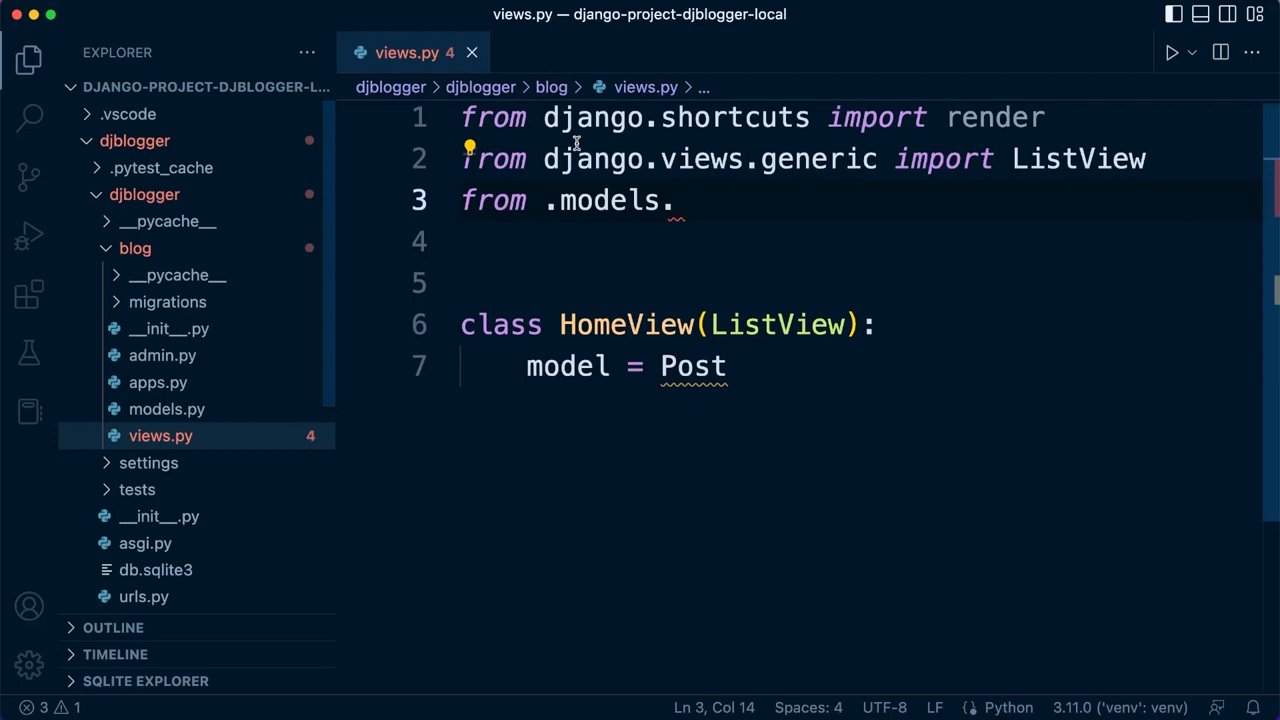 views.py — django-project-djblogger-local
EXPLORER
DJANGO-PROJECT-DJBLOGGER-L...
.vscode
djblogger
.pytest_cache
djblogger
__pycache__
blog
__pycache__
migrations
__init__.py
admin.py
apps.py
models.py
views.py 4
settings
tests
__init__.py
asgi.py
db.sqlite3
urls.py
OUTLINE
TIMELINE
SQLITE EXPLORER
views.py 4
djblogger > djblogger > blog > views.py > ...
1 from django.shortcuts import render
2 from django.views.generic import ListView
3 from .models.
4
5
6 class HomeView(ListView):
7 model = Post
3 1 Ln 3, Col 14 Spaces: 4 UTF-8 LF Python 3.11.0 ('venv': venv)